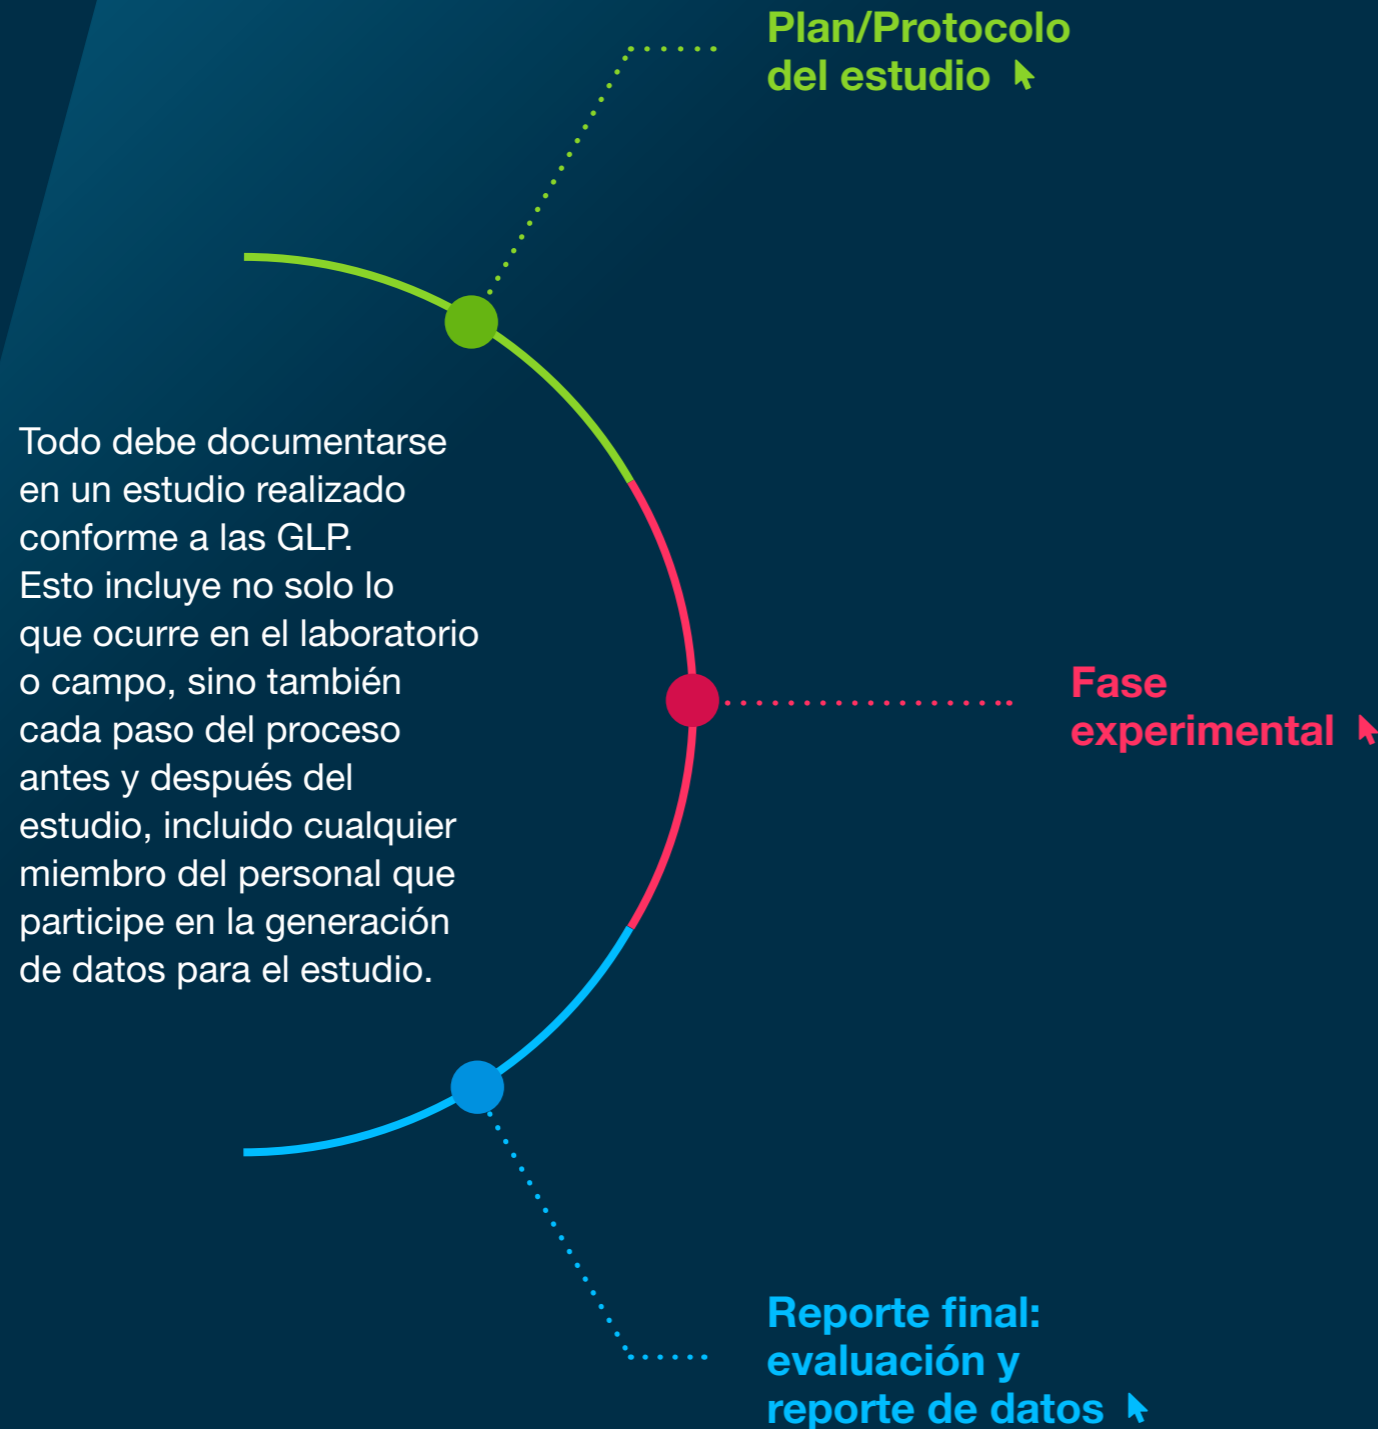 Plan/Protocolo
del estudio
Todo debe documentarse
en un estudio realizado
conforme a las GLP.
Esto incluye no solo lo
que ocurre en el laboratorio
o campo, sino también
cada paso del proceso
antes y después del
estudio, incluido cualquier
miembro del personal que
participe en la generación
de datos para el estudio.
Fase
experimental
Reporte final:
evaluación y
reporte de datos